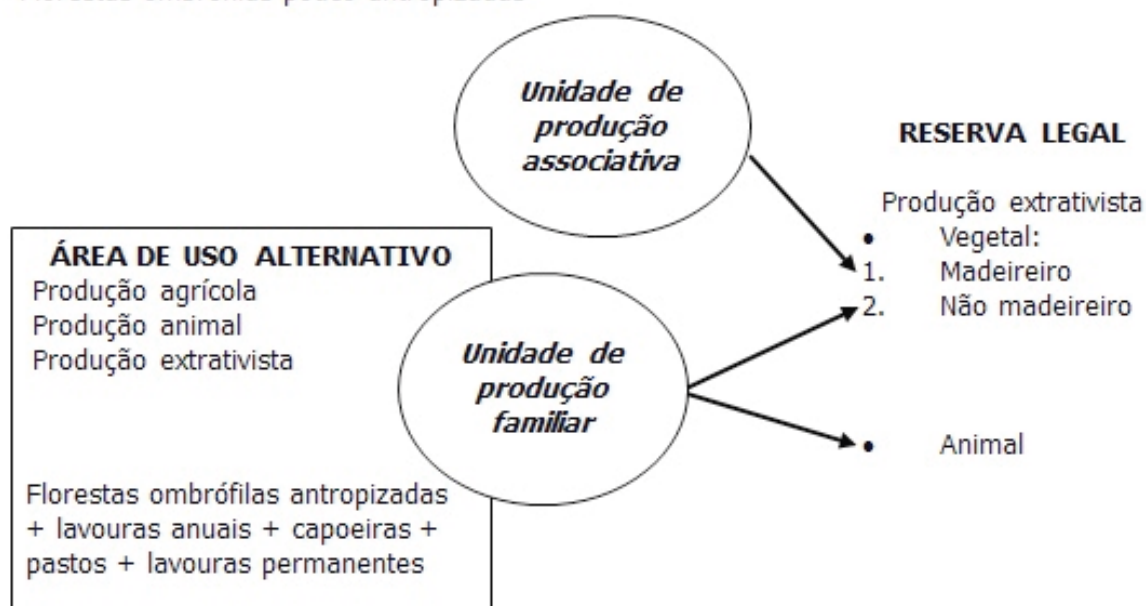 Unidade de
produção
associativa
RESERVA LEGAL
Produção extrativista
• Vegetal:
1. Madeireiro
2. Não madeireiro
• Animal
ÁREA DE USO ALTERNATIVO
Produção agrícola
Produção animal
Produção extrativista
Unidade de
produção
familiar
Florestas ombrófilas antropizadas
+ lavouras anuais + capoeiras +
pastos + lavouras permanentes